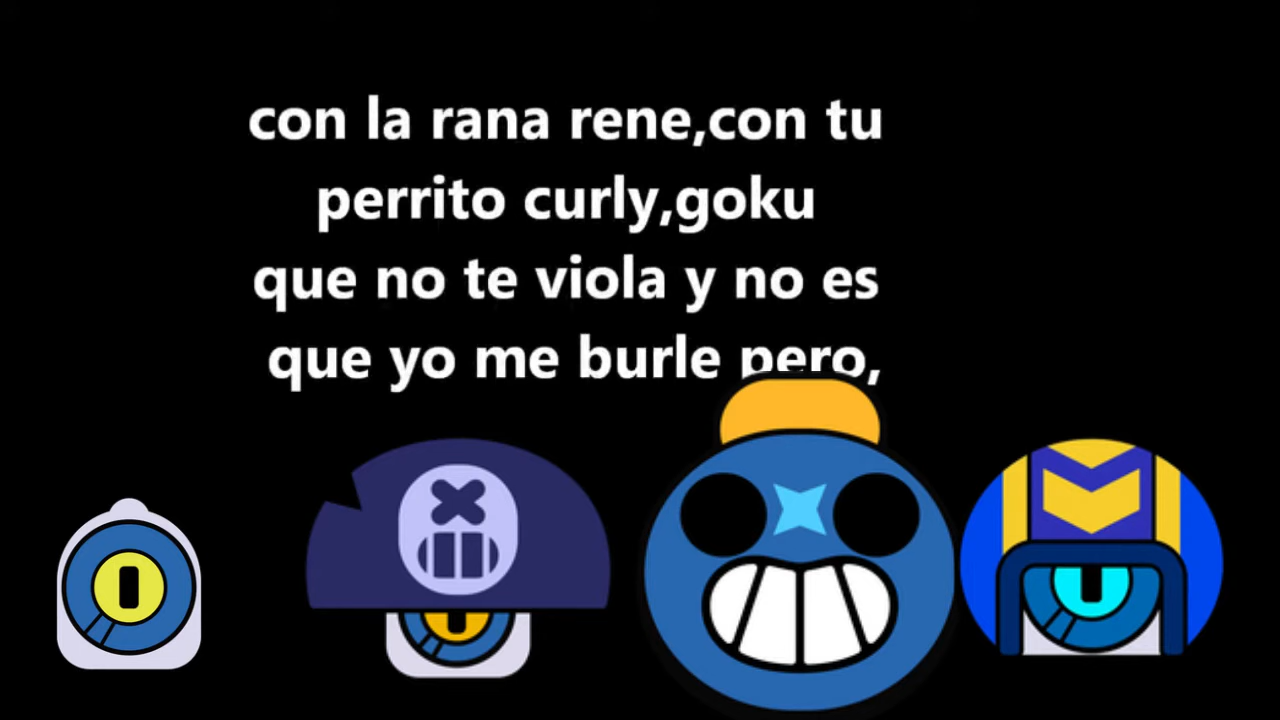 con la rana rene,con tu
perrito curly,goku
que no te viola y no es
que yo me burle pero,